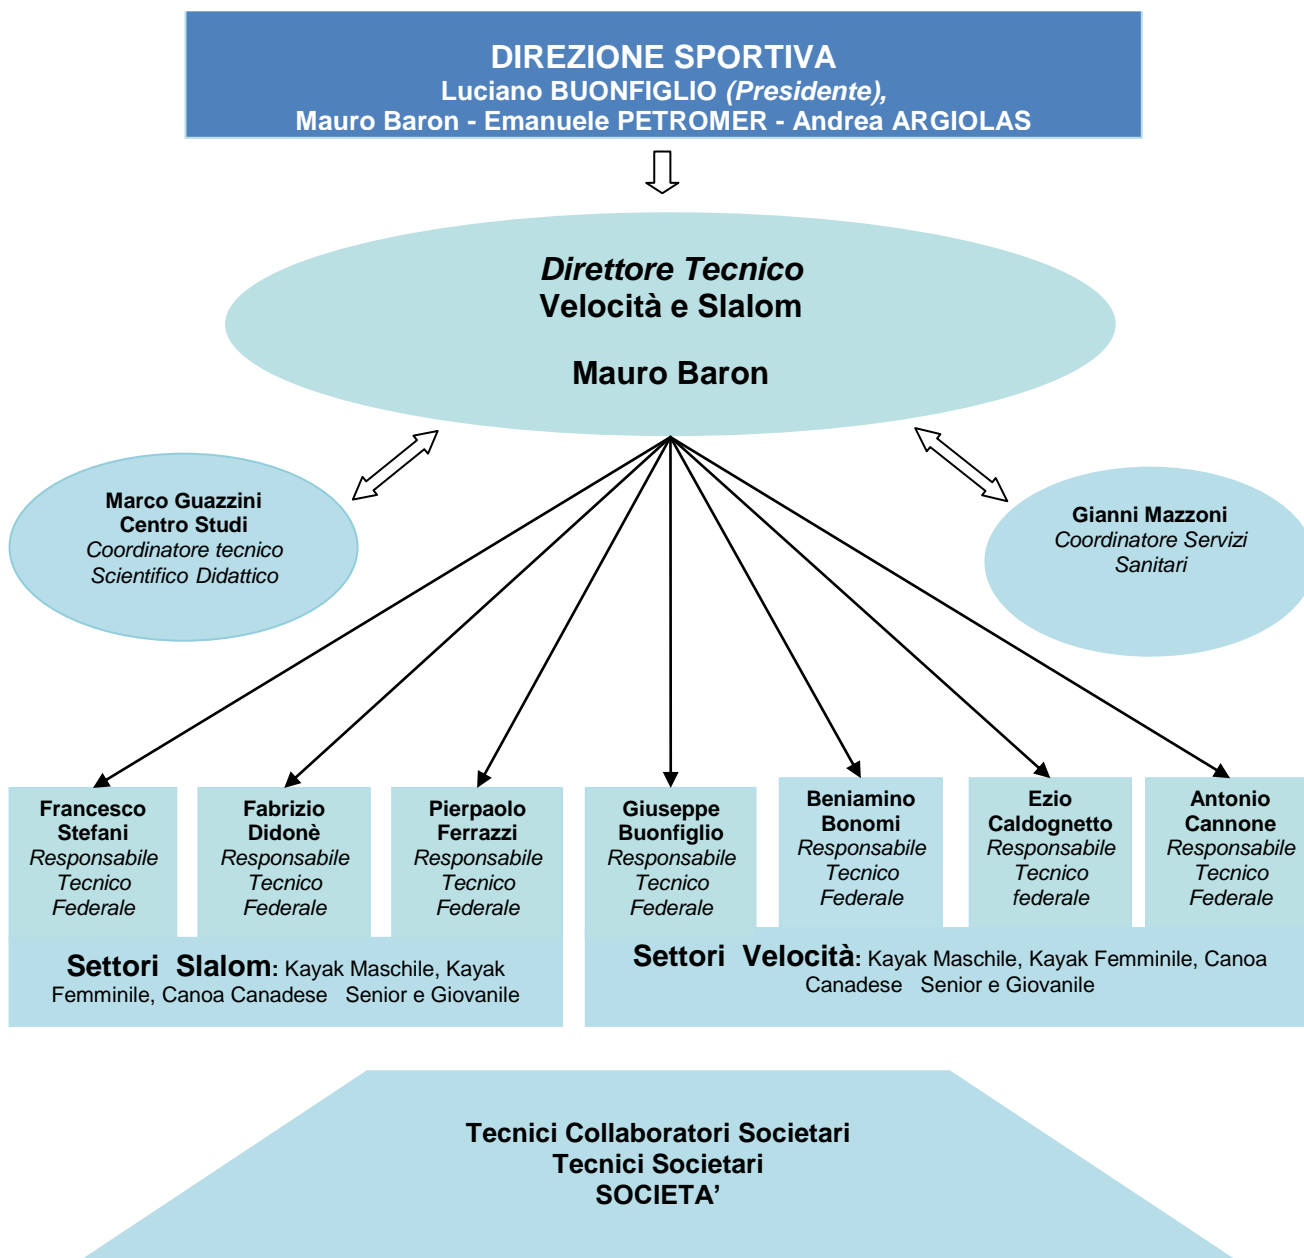 DIREZIONE SPORTIVA
Luciano BUONFIGLIO (Presidente),
Mauro Baron - Emanuele PETROMER - Andrea ARGIOLAS
Direttore Tecnico
Velocità e Slalom
Mauro Baron
Marco Guazzini
Centro Studi
Coordinatore tecnico
Scientifico Didattico
Gianni Mazzoni
Coordinatore Servizi
Sanitari
Francesco
Stefani
Responsabile
Tecnico
Federale
Fabrizio
Didonè
Responsabile
Tecnico
Federale
Pierpaolo
Ferrazzi
Responsabile
Tecnico
Federale
Giuseppe
Buonfiglio
Responsabile
Tecnico
Federale
Beniamino
Bonomi
Responsabile
Tecnico
Federale
Ezio
Caldognetto
Responsabile
Tecnico
federale
Antonio
Cannone
Responsabile
Tecnico
Federale
Settori Slalom: Kayak Maschile, Kayak
Femminile, Canoa Canadese Senior e Giovanile
Settori Velocità: Kayak Maschile, Kayak Femminile, Canoa
Canadese Senior e Giovanile
Tecnici Collaboratori Societari
Tecnici Societari
SOCIETA’